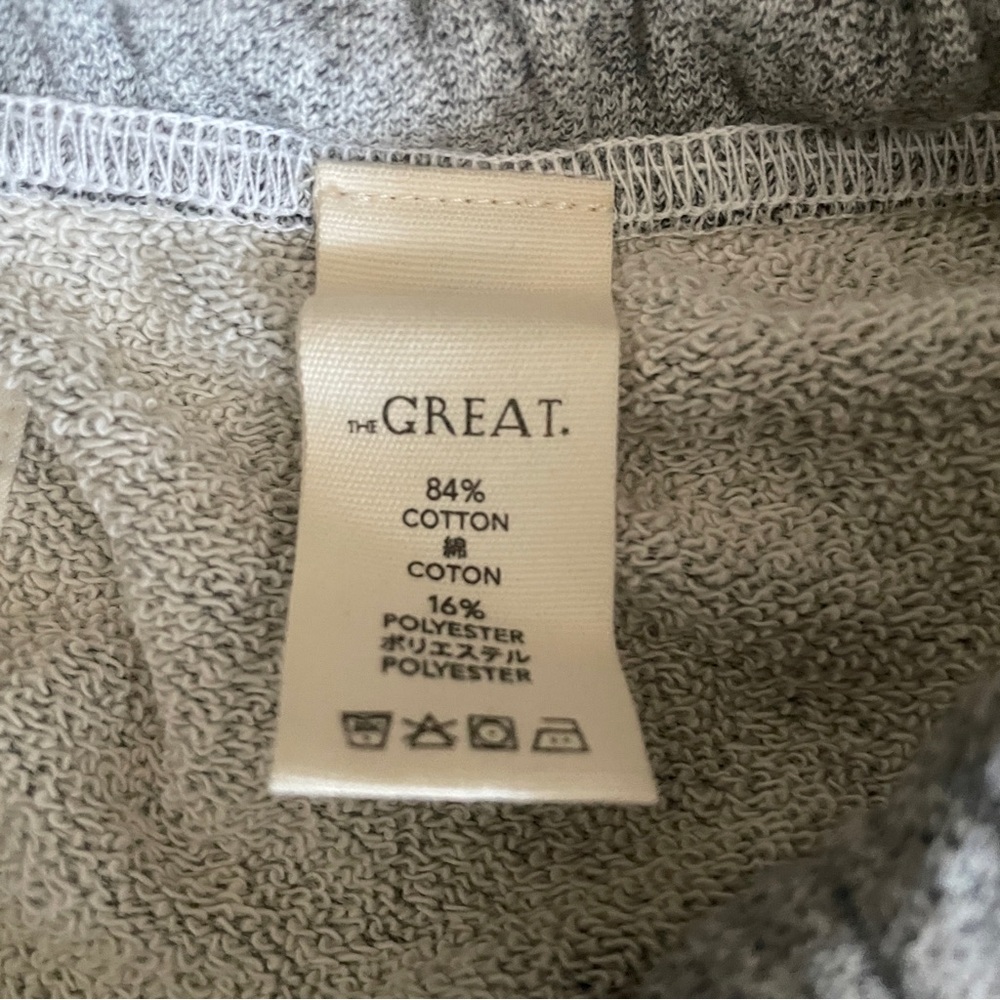 THE GREAT.
84%
COTTON
綿
COTON
16%
POLYESTER
ポリエステル
POLYESTER